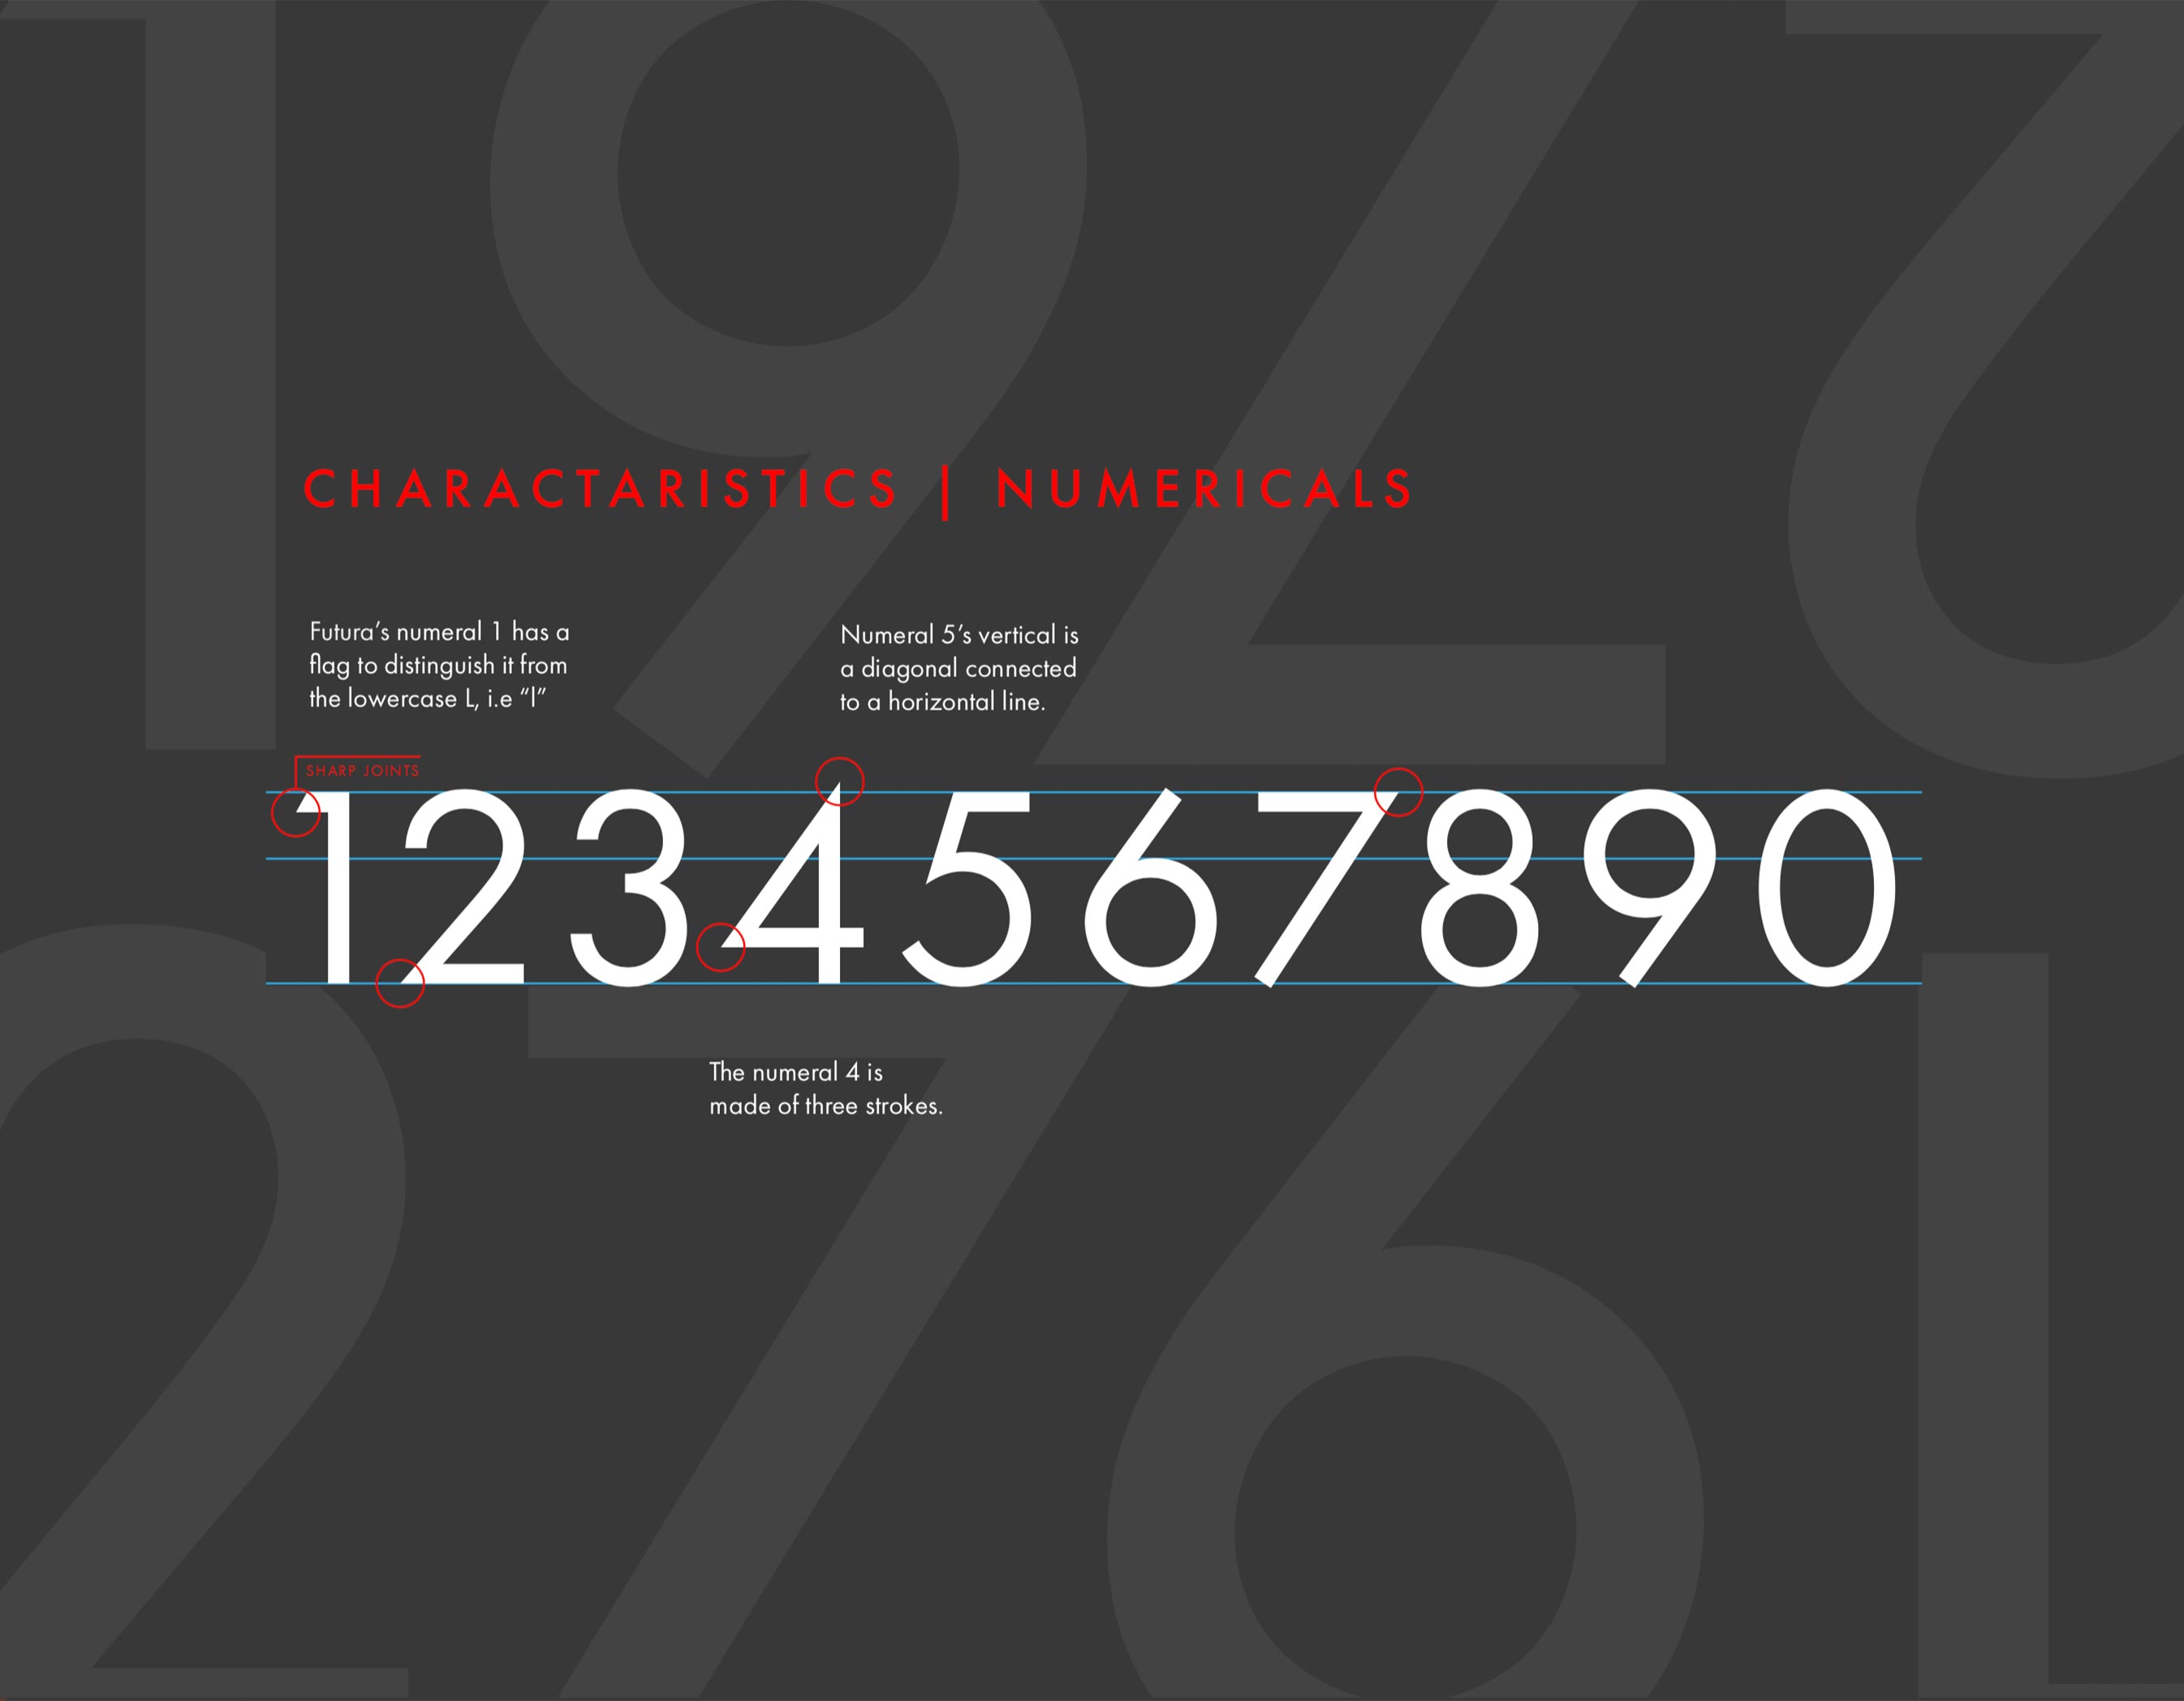 CHARACTARISTICS | NUMERICALS
Futura’s numeral 1 has a
flag to distinguish it from
the lowercase L, i.e “l”
Numeral 5’s vertical is
a diagonal connected
to a horizontal line.
SHARP JOINTS
1234567890
The numeral 4 is
made of three strokes.